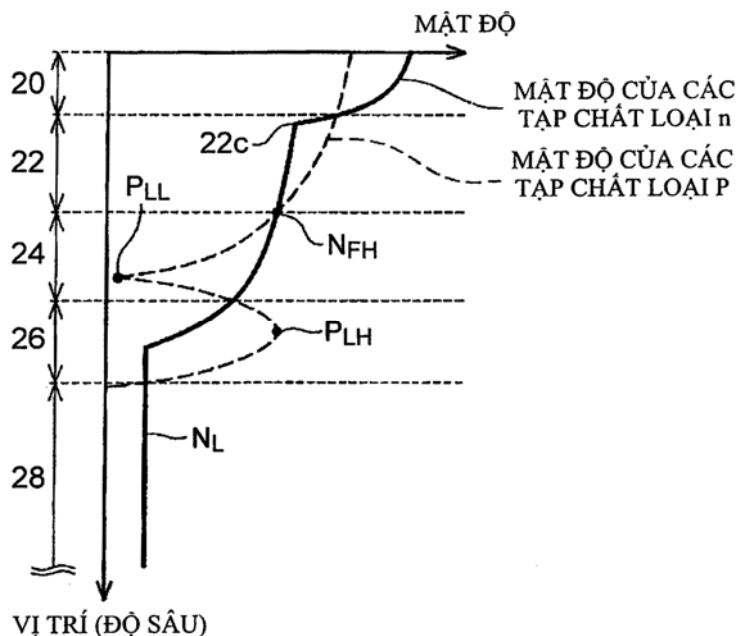 MẬT ĐỘ
20
MẬT ĐỘ CỦA CÁC
TẠP CHẤT LOẠI n
22c
22
MẬT ĐỘ CỦA CÁC
TẠP CHẤT LOẠI P
PLL
NFH
24
26
PLH
NL
28
VỊ TRÍ (ĐỘ SÂU)